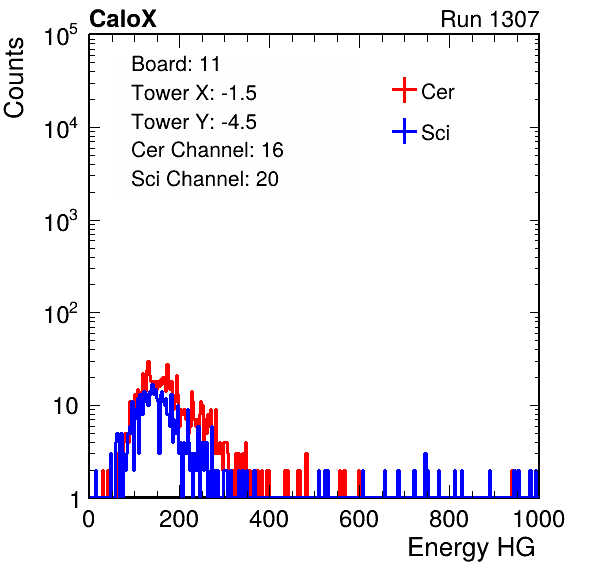 CaloX Run 1307
Counts
10^5
10^4
10^3
10^2
10
1
Board: 11
Tower X: -1.5
Tower Y: -4.5
Cer Channel: 16
Sci Channel: 20
Cer
Sci
0 200 400 600 800 1000
Energy HG